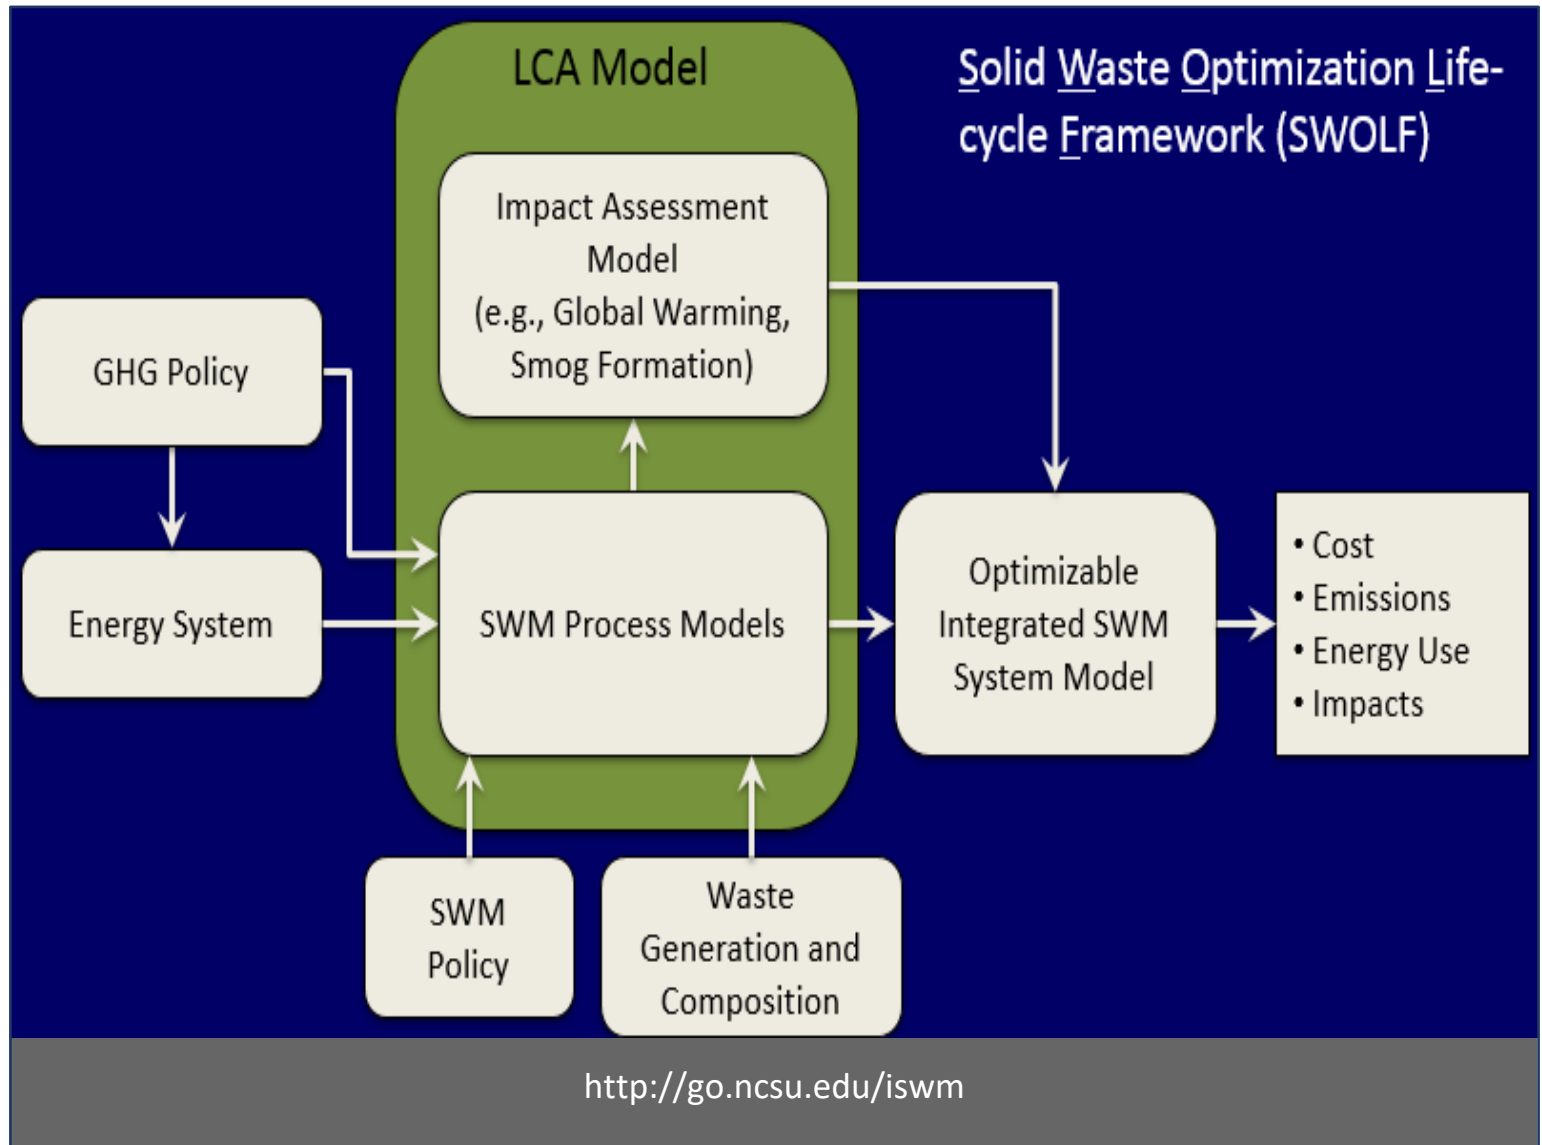 LCA Model
Solid Waste Optimization Life-
cycle Framework (SWOLF)
Impact Assessment
Model
(e.g., Global Warming,
Smog Formation)
GHG Policy
Energy System
SWM Process Models
Optimizable
Integrated SWM
System Model
• Cost
• Emissions
• Energy Use
• Impacts
SWM
Policy
Waste
Generation and
Composition
http://go.ncsu.edu/iswm